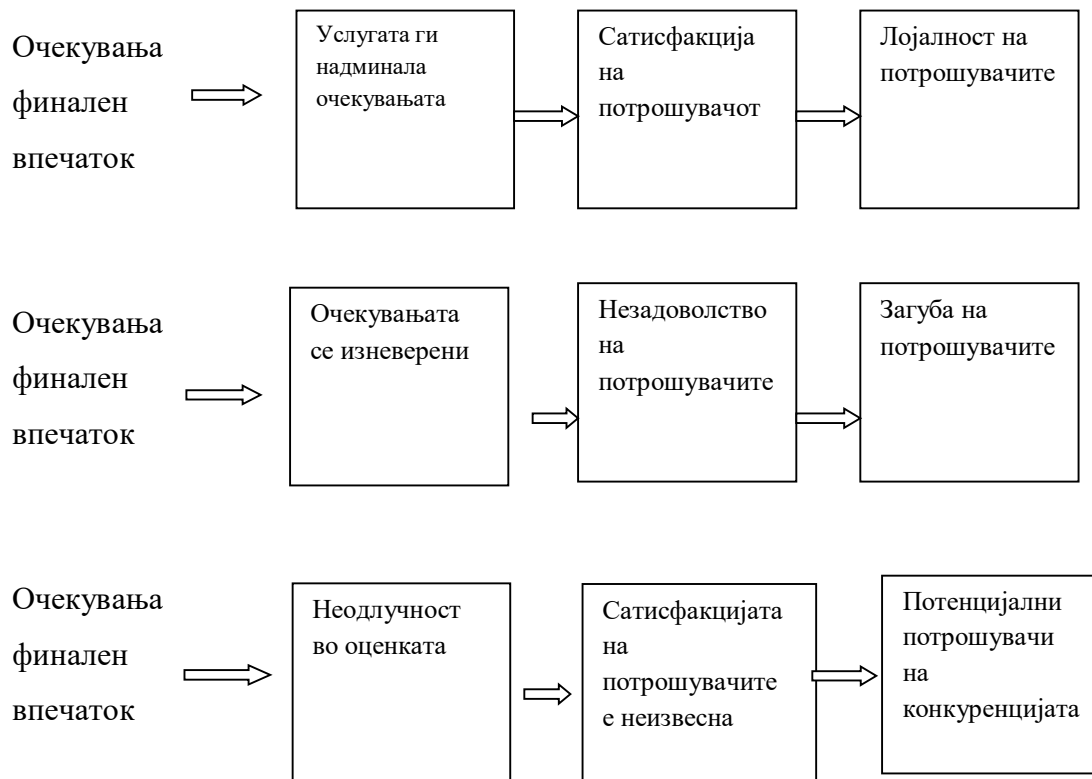 Очекувања
финален
впечаток
Услугата ги
надминала
очекувањата
Сатисфакција
на
потрошувачот
Лојалност на
потрошувачите
Очекувања
финален
впечаток
Очекувањата
се изневерени
Незадоволство
на
потрошувачите
Загуба на
потрошувачите
Очекувања
финален
впечаток
Неодлучност
во оценката
Сатисфакцијата
на
потрошувачите
е неизвесна
Потенцијални
потрошувачи
на
конкуренцијата